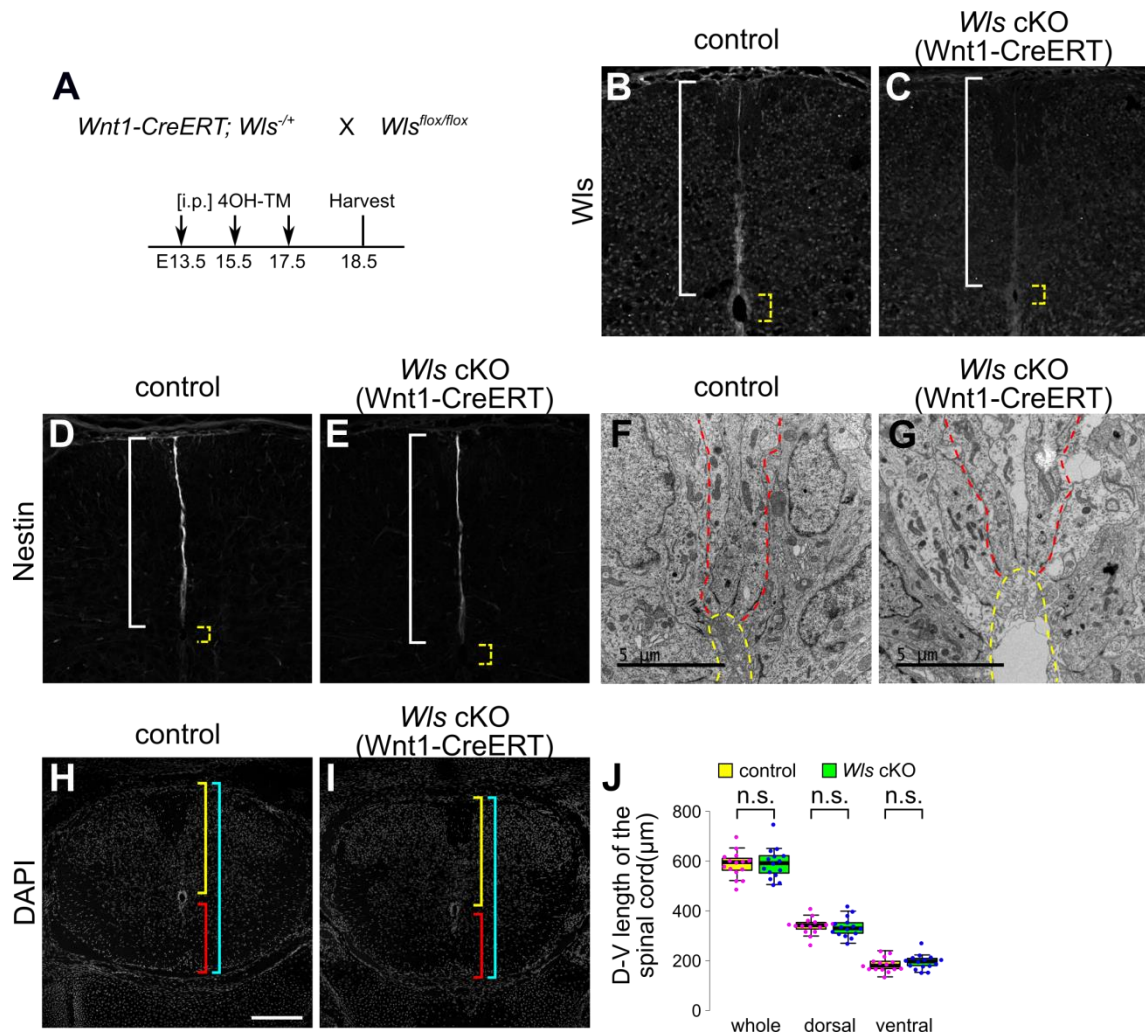 control
Wls cKO
(Wnt1-CreERT)
A
B
C
Wnt1-CreERT; Wls-/+ X Wlsflox/flox
[i.p.] 4OH-TM Harvest
E13.5 15.5 17.5 18.5
Wls
control
Wls cKO
(Wnt1-CreERT)
control
Wls cKO
(Wnt1-CreERT)
D
E
F
G
Nestin
5 μm
5 μm
control
Wls cKO
(Wnt1-CreERT)
H
I
J
DAPI
control
Wls cKO
n.s.
n.s.
n.s.
D-V length of the
spinal cord(μm)
800
600
400
200
0
whole
dorsal
ventral